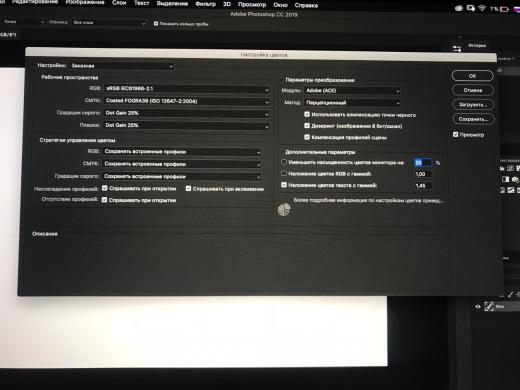 Редактирование Изображение Слои Текст Выделение Фильтр 3D Просмотр Окно Справка
7%
Adobe Photoshop CC 2019
Точка Образец: Все слои Показывать кольцо пробы
История
Настройка цветов
Настройки: Заказная
Рабочие пространства
RGB: sRGB IEC61966-2.1
CMYK: Coated FOGRA39 (ISO 12647-2:2004)
Градации серого: Dot Gain 25%
Плашка: Dot Gain 25%
Стратегии управления цветом
RGB: Сохранять встроенные профили
CMYK: Сохранять встроенные профили
Градации серого: Сохранять встроенные профили
Несовпадение профилей: Спрашивать при открытии Спрашивать при вклеивании
Отсутствие профилей: Спрашивать при открытии
Параметры преобразования
Модуль: Adobe (ACE)
Метод: Перцепционный
Использовать компенсацию точки черного
Дизеринг (изображения 8 бит/канал)
Компенсация профилей сцены
Дополнительные параметры
Уменьшить насыщенность цветов монитора на: 20 %
Наложение цветов RGB с гаммой: 1,00
Наложение цветов текста с гаммой: 1,45
Более подробная информация по настройкам цветов привед...
OK
Отмена
Загрузить...
Сохранить...
Просмотр
Описание
Фон